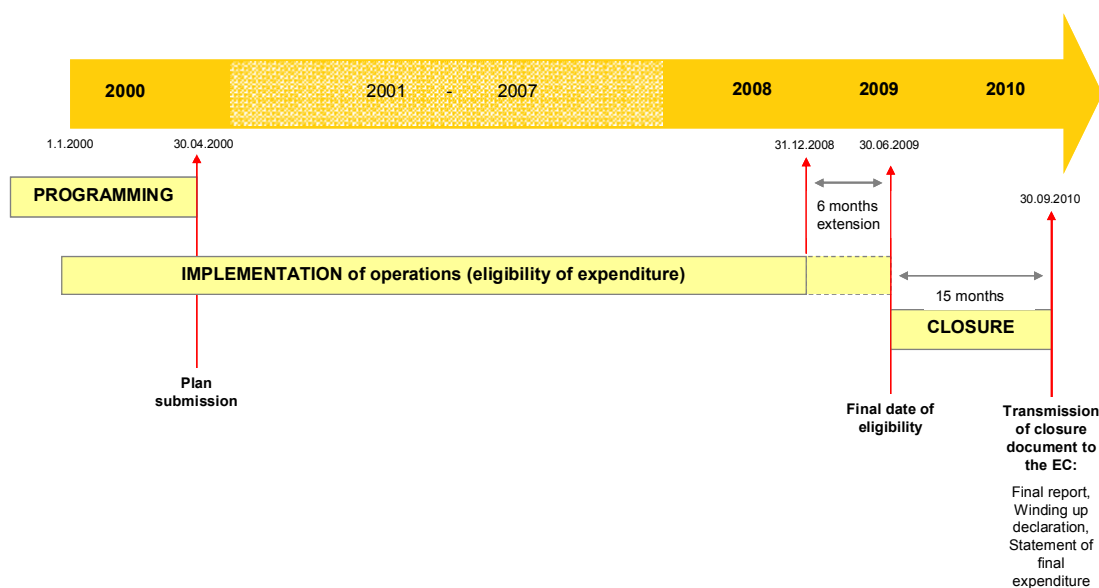 2000
2001 - 2007
2008
2009
2010
1.1.2000
30.04.2000
31.12.2008
30.06.2009
PROGRAMMING
6 months
extension
30.09.2010
IMPLEMENTATION of operations (eligibility of expenditure)
15 months
CLOSURE
Plan
submission
Final date of
eligibility
Transmission
of closure
document to
the EC:
Final report,
Winding up
declaration,
Statement of
final
expenditure